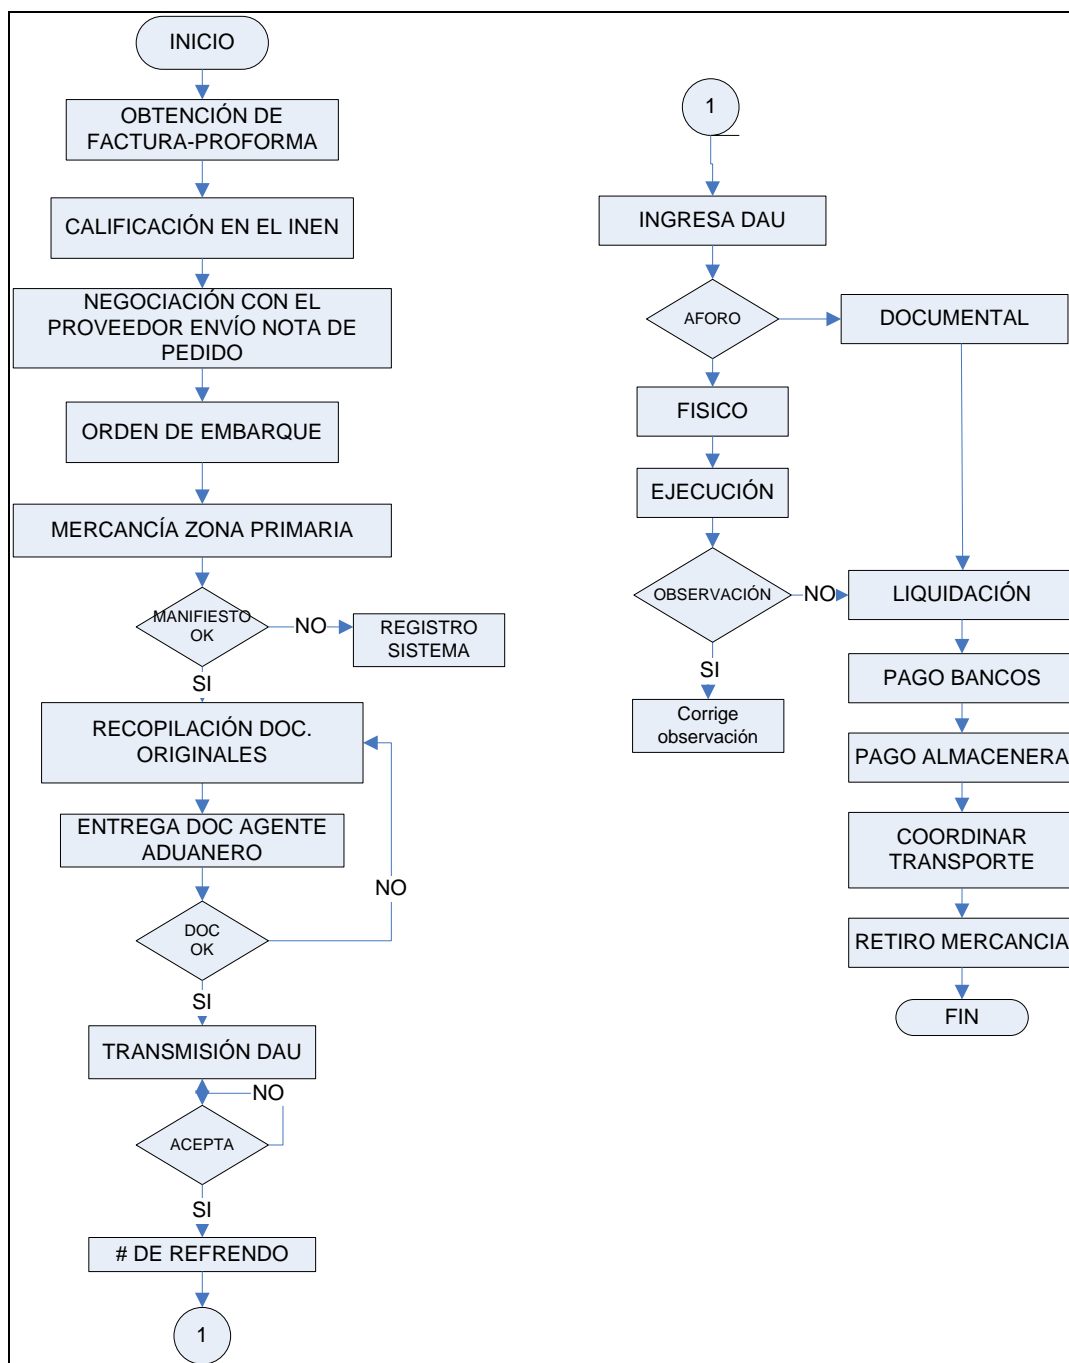 INICIO
OBTENCIÓN DE
FACTURA-PROFORMA
CALIFICACIÓN EN EL INEN
NEGOCIACIÓN CON EL
PROVEEDOR ENVÍO NOTA DE
PEDIDO
ORDEN DE EMBARQUE
MERCANCÍA ZONA PRIMARIA
MANIFIESTO
OK
NO
REGISTRO
SISTEMA
SI
RECOPILACIÓN DOC.
ORIGINALES
ENTREGA DOC AGENTE
ADUANERO
NO
DOC
OK
SI
TRANSMISIÓN DAU
NO
ACEPTA
SI
# DE REFRENDO
1
1
INGRESA DAU
AFORO
DOCUMENTAL
FISICO
EJECUCIÓN
OBSERVACIÓN
NO
LIQUIDACIÓN
SI
Corrige
observación
PAGO BANCOS
PAGO ALMACENERA
COORDINAR
TRANSPORTE
RETIRO MERCANCIA
FIN